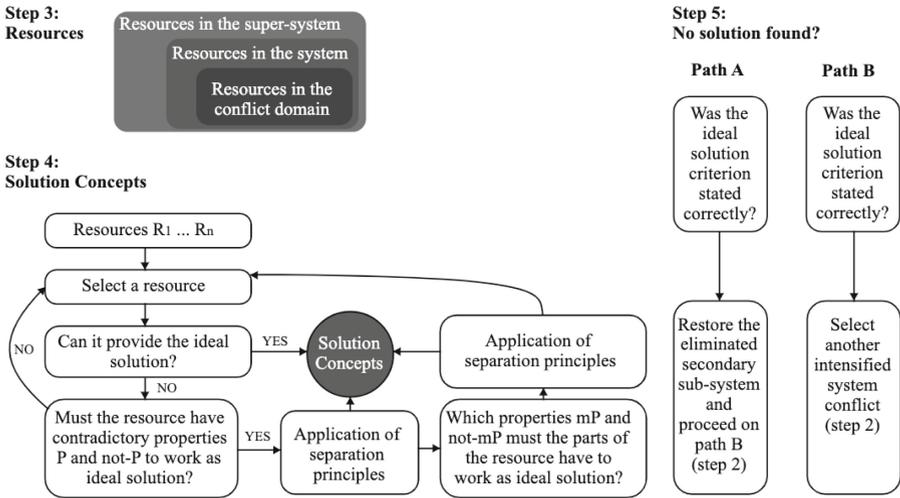 Step 3:
Resources
Resources in the super-system
Resources in the system
Resources in the
conflict domain
Step 4:
Solution Concepts
Resources R1 ... Rn
Select a resource
Can it provide the ideal
solution?
YES
NO
NO
Must the resource have
contradictory properties
P and not-P to work as
ideal solution?
YES
Solution
Concepts
Application of
separation
principles
Application of
separation principles
Which properties mP and
not-mP must the parts of
the resource have to
work as ideal solution?
Step 5:
No solution found?
Path A
Was the
ideal
solution
criterion
stated
correctly?
Restore the
eliminated
secondary
sub-system
and
proceed on
path B
(step 2)
Path B
Was the
ideal
solution
criterion
stated
correctly?
Select
another
intensified
system
conflict
(step 2)